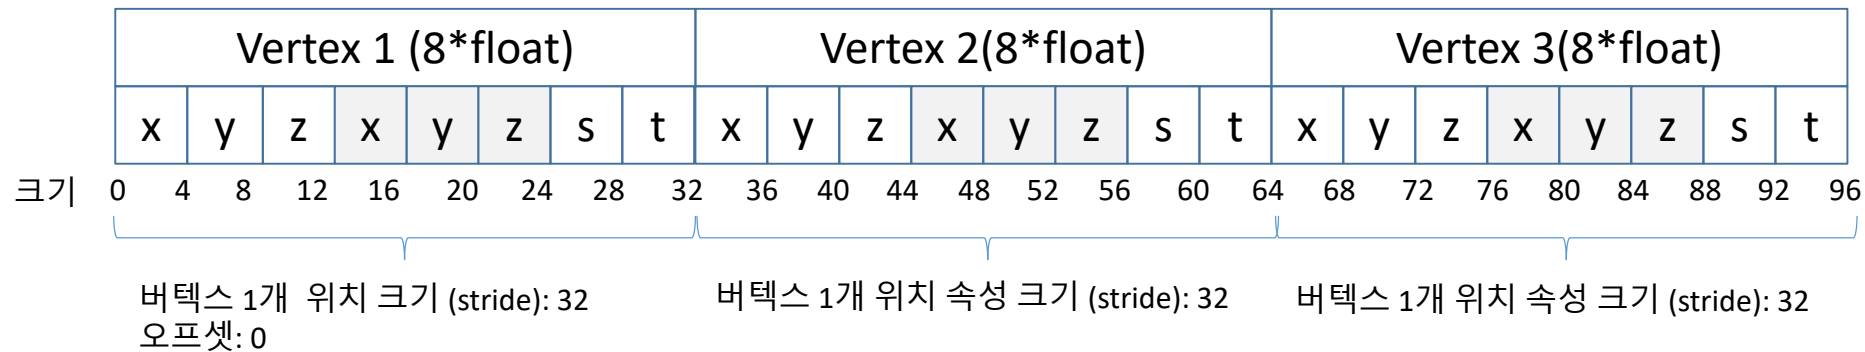 Vertex 1 (8*float) Vertex 2(8*float) Vertex 3(8*float)
x y z x y z s t x y z x y z s t x y z x y z s t
크기 0 4 8 12 16 20 24 28 32 36 40 44 48 52 56 60 64 68 72 76 80 84 88 92 96
버텍스 1개 위치 크기 (stride): 32 버텍스 1개 위치 속성 크기 (stride): 32 버텍스 1개 위치 속성 크기 (stride): 32
오프셋: 0